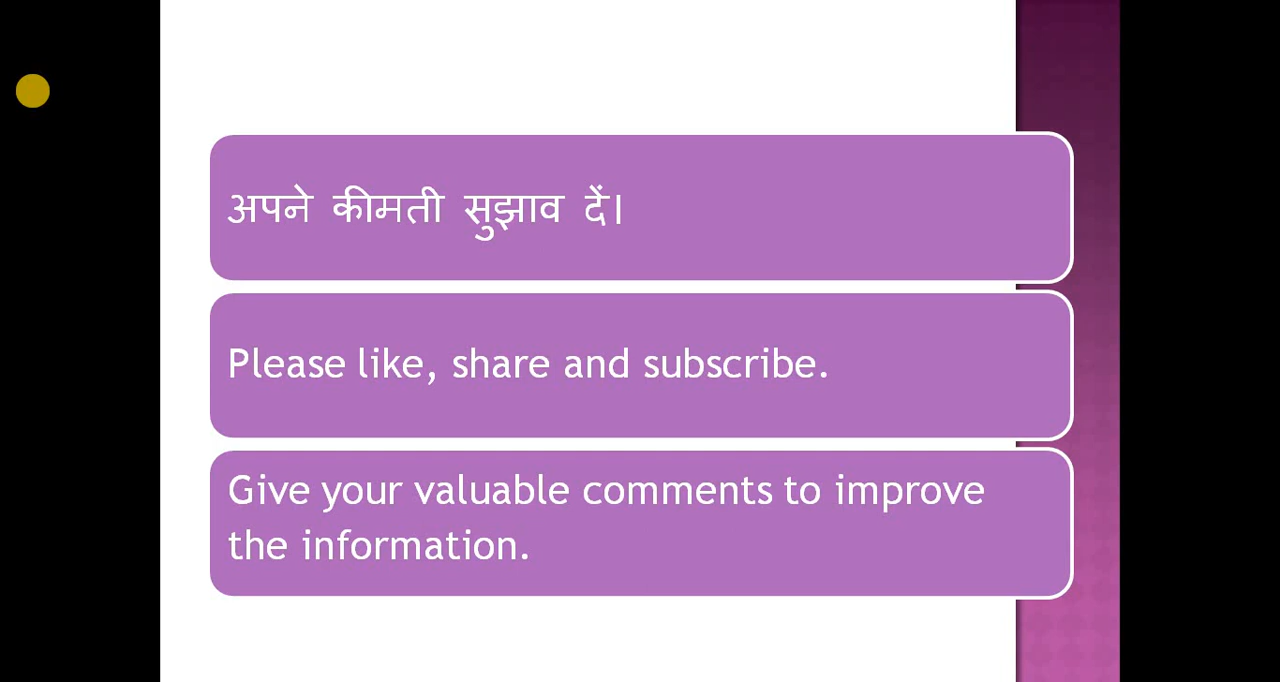 अपने कीमती सुझाव दें।
Please like, share and subscribe.
Give your valuable comments to improve
the information.